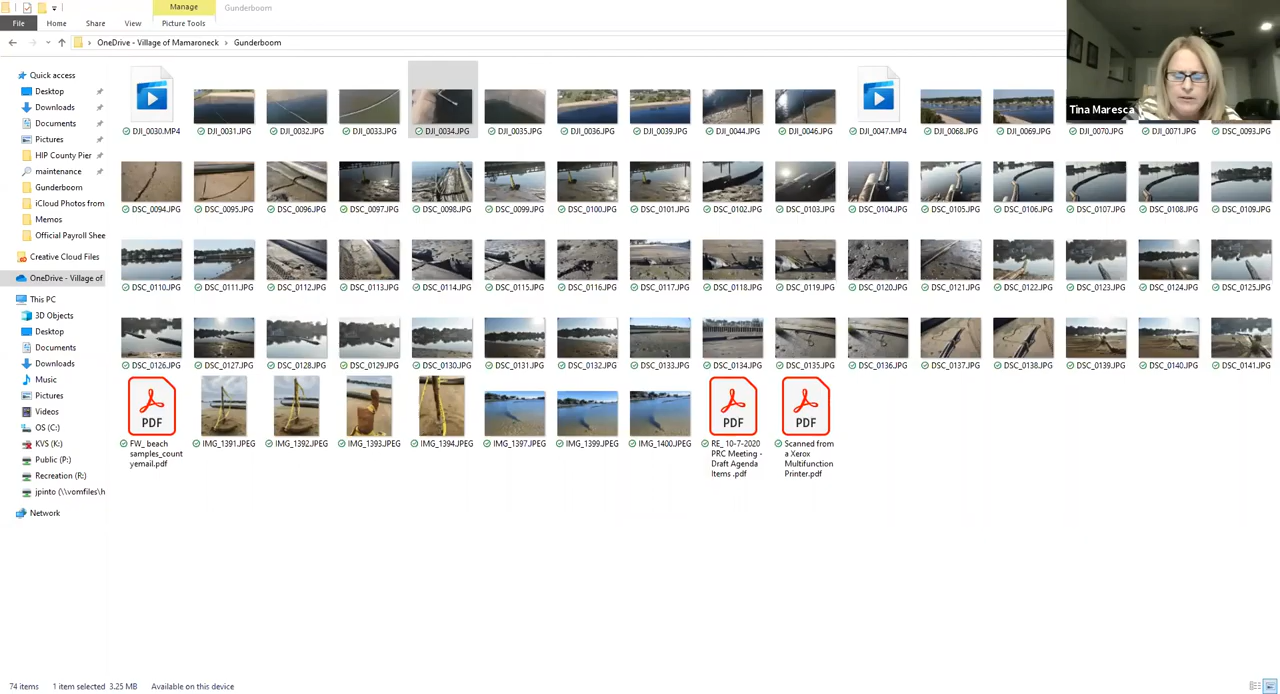 Manage
Gunderboom
File Home Share View Picture Tools
OneDrive - Village of Mamaroneck > Gunderboom
Tina Maresca
Quick access
Desktop
Downloads
Documents
Pictures
HIP County Pier
maintenance
Gunderboom
iCloud Photos from
Memos
Official Payroll Shee
Creative Cloud Files
OneDrive - Village of
This PC
3D Objects
Desktop
Documents
Downloads
Music
Pictures
Videos
OS (C:)
KVS (K:)
Public (P:)
Recreation (R:)
jpinto (\\vomfiles\h
Network
DJI_0030.MP4 DJI_0031.JPG DJI_0032.JPG DJI_0033.JPG DJI_0034.JPG DJI_0035.JPG DJI_0036.JPG DJI_0039.JPG DJI_0044.JPG DJI_0046.JPG DJI_0047.MP4 DJI_0068.JPG DJI_0069.JPG DJI_0070.JPG DJI_0071.JPG DSC_0093.JPG
DSC_0094.JPG DSC_0095.JPG DSC_0096.JPG DSC_0097.JPG DSC_0098.JPG DSC_0099.JPG DSC_0100.JPG DSC_0101.JPG DSC_0102.JPG DSC_0103.JPG DSC_0104.JPG DSC_0105.JPG DSC_0106.JPG DSC_0107.JPG DSC_0108.JPG DSC_0109.JPG
DSC_0110.JPG DSC_0111.JPG DSC_0112.JPG DSC_0113.JPG DSC_0114.JPG DSC_0115.JPG DSC_0116.JPG DSC_0117.JPG DSC_0118.JPG DSC_0119.JPG DSC_0120.JPG DSC_0121.JPG DSC_0122.JPG DSC_0123.JPG DSC_0124.JPG DSC_0125.JPG
DSC_0126.JPG DSC_0127.JPG DSC_0128.JPG DSC_0129.JPG DSC_0130.JPG DSC_0131.JPG DSC_0132.JPG DSC_0133.JPG DSC_0134.JPG DSC_0135.JPG DSC_0136.JPG DSC_0137.JPG DSC_0138.JPG DSC_0139.JPG DSC_0140.JPG DSC_0141.JPG
PDF PDF PDF
FW_ beach IMG_1391.JPEG IMG_1392.JPEG IMG_1393.JPEG IMG_1394.JPEG IMG_1397.JPEG IMG_1399.JPEG IMG_1400.JPEG RE_ 10-7-2020 Scanned from
samples_count PRC Meeting - a Xerox
yemail.pdf Draft Agenda Multifunction
Items .pdf Printer.pdf
74 items 1 item selected 3.25 MB Available on this device